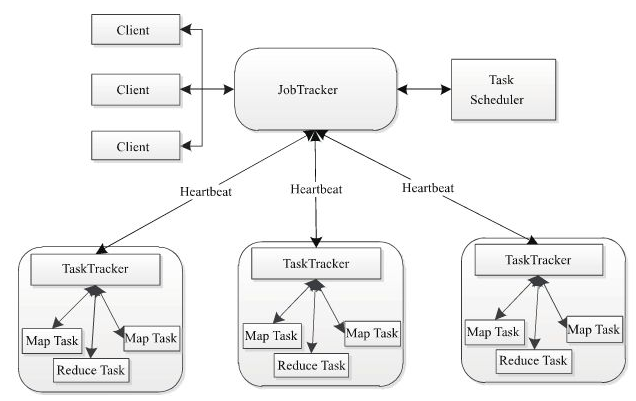 Client
Client
Client
JobTracker
Task
Scheduler
Heartbeat
Heartbeat
Heartbeat
TaskTracker
Map Task
Map Task
Reduce Task
TaskTracker
Map Task
Map Task
Reduce Task
TaskTracker
Map Task
Map Task
Reduce Task